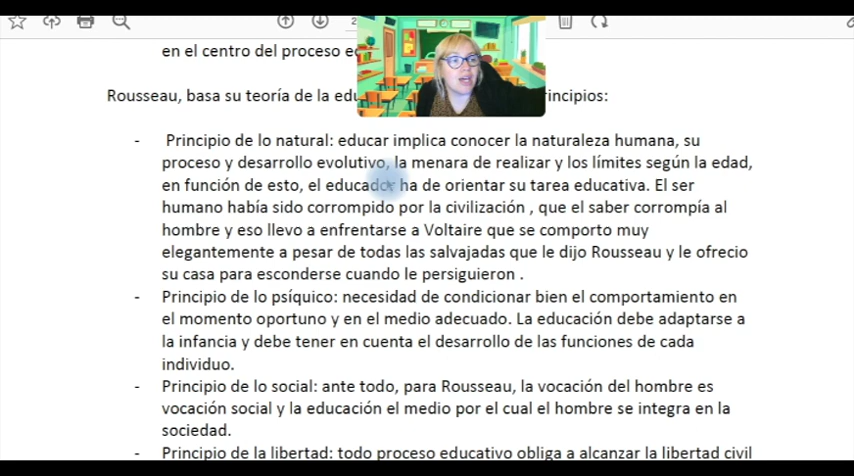 2
en el centro del proceso e
Rousseau, basa su teoría de la edu rincipios:
- Principio de lo natural: educar implica conocer la naturaleza humana, su
proceso y desarrollo evolutivo, la menara de realizar y los límites según la edad,
en función de esto, el educador ha de orientar su tarea educativa. El ser
humano había sido corrompido por la civilización , que el saber corrompía al
hombre y eso llevo a enfrentarse a Voltaire que se comporto muy
elegantemente a pesar de todas las salvajadas que le dijo Rousseau y le ofrecio
su casa para esconderse cuando le persiguieron .
- Principio de lo psíquico: necesidad de condicionar bien el comportamiento en
el momento oportuno y en el medio adecuado. La educación debe adaptarse a
la infancia y debe tener en cuenta el desarrollo de las funciones de cada
individuo.
- Principio de lo social: ante todo, para Rousseau, la vocación del hombre es
vocación social y la educación el medio por el cual el hombre se integra en la
sociedad.
- Principio de la libertad: todo proceso educativo obliga a alcanzar la libertad civil